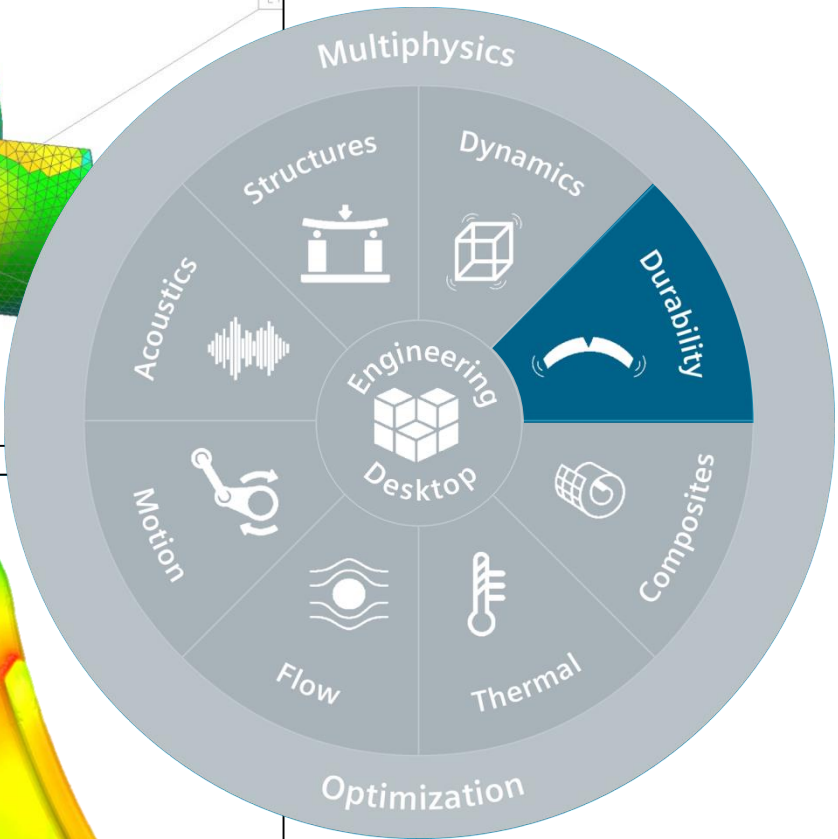 Multiphysics
Structures
Dynamics
Acoustics
Durability
Engineering
Desktop
Motion
Composites
Flow
Thermal
Optimization